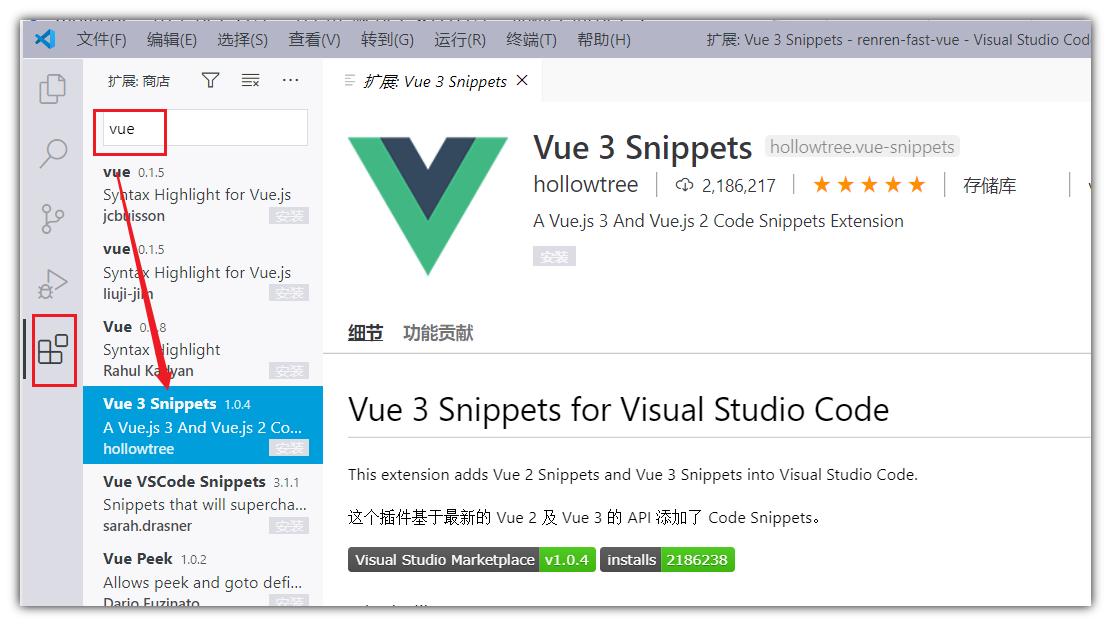 文件(F) 编辑(E) 选择(S) 查看(V) 转到(G) 运行(R) 终端(T) 帮助(H) 扩展: Vue 3 Snippets - renren-fast-vue - Visual Studio Cod
扩展: 商店
vue
vue 0.1.5
Syntax Highlight for Vue.js
jcbuisson 安装
vue 0.1.5
Syntax Highlight for Vue.js
liuji-jim 安装
Vue
Syntax Highlight
Rahul Kadyan 安装
Vue 3 Snippets 1.0.4
A Vue.js 3 And Vue.js 2 Co...
hollowtree 安装
Vue VSCode Snippets 3.1.1
Snippets that will supercha...
sarah.drasner 安装
Vue Peek 1.0.2
Allows peek and goto defi...
Dario Fuzinato 安装
扩展: Vue 3 Snippets
Vue 3 Snippets hollowtree.vue-snippets
hollowtree 2,186,217 存储库
A Vue.js 3 And Vue.js 2 Code Snippets Extension
安装
细节 功能贡献
Vue 3 Snippets for Visual Studio Code
This extension adds Vue 2 Snippets and Vue 3 Snippets into Visual Studio Code.
这个插件基于最新的 Vue 2 及 Vue 3 的 API 添加了 Code Snippets。
Visual Studio Marketplace v1.0.4 installs 2186238